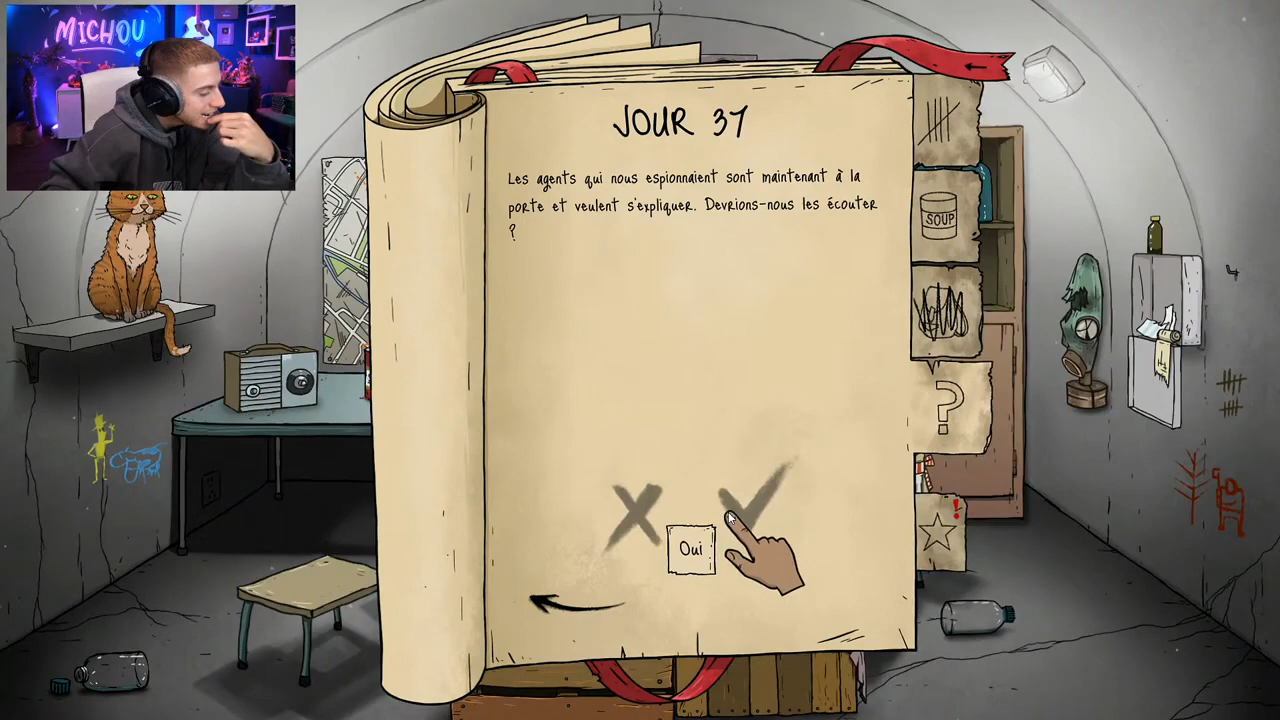 MICHOU
JOUR 37
Les agents qui nous espionnaient sont maintenant à la
porte et veulent s'expliquer. Devrions-nous les écouter
?
SOUP
Oui